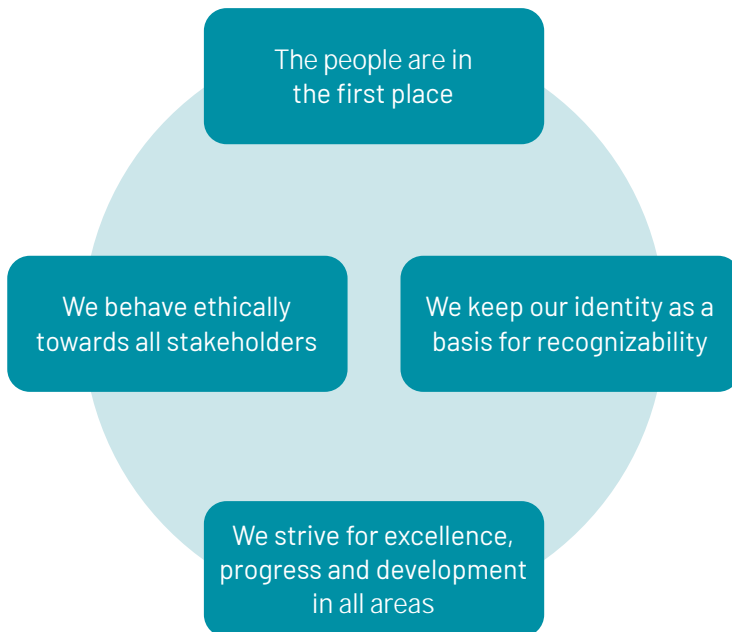 The people are in
the first place
We behave ethically
towards all stakeholders
We keep our identity as a
basis for recognizability
We strive for excellence,
progress and development
in all areas